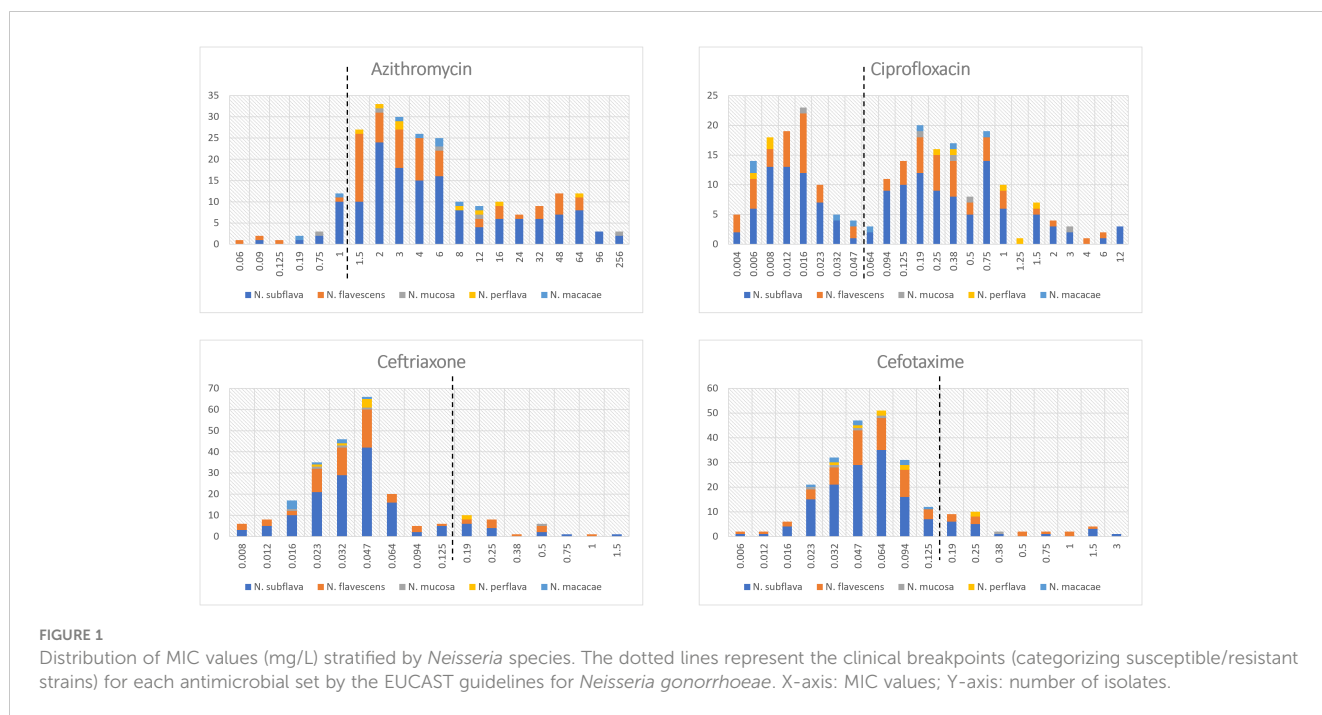 Azithromycin
35
30
25
20
15
10
5
0
0.06 0.09 0.125 0.19 0.75 1 1.5 2 3 4 6 8 12 16 24 32 48 64 96 256
N. subflava N. flavescens N. mucosa N. perflava N. macacae
Ciprofloxacin
25
20
15
10
5
0
0.004 0.006 0.008 0.012 0.016 0.023 0.032 0.047 0.064 0.094 0.125 0.19 0.25 0.38 0.5 0.75 1 1.25 1.5 2 3 4 6 12
N. subflava N. flavescens N. mucosa N. perflava N. macacae
Ceftriaxone
70
60
50
40
30
20
10
0
0.008 0.012 0.016 0.023 0.032 0.047 0.064 0.094 0.125 0.19 0.25 0.38 0.5 0.75 1 1.5
N. subflava N. flavescens N. mucosa N. perflava N. macacae
Cefotaxime
60
50
40
30
20
10
0
0.006 0.012 0.016 0.023 0.032 0.047 0.064 0.094 0.125 0.19 0.25 0.38 0.5 0.75 1 1.5 3
N. subflava N. flavescens N. mucosa N. perflava N. macacae
FIGURE 1
Distribution of MIC values (mg/L) stratified by Neisseria species. The dotted lines represent the clinical breakpoints (categorizing susceptible/resistant
strains) for each antimicrobial set by the EUCAST guidelines for Neisseria gonorrhoeae. X-axis: MIC values; Y-axis: number of isolates.